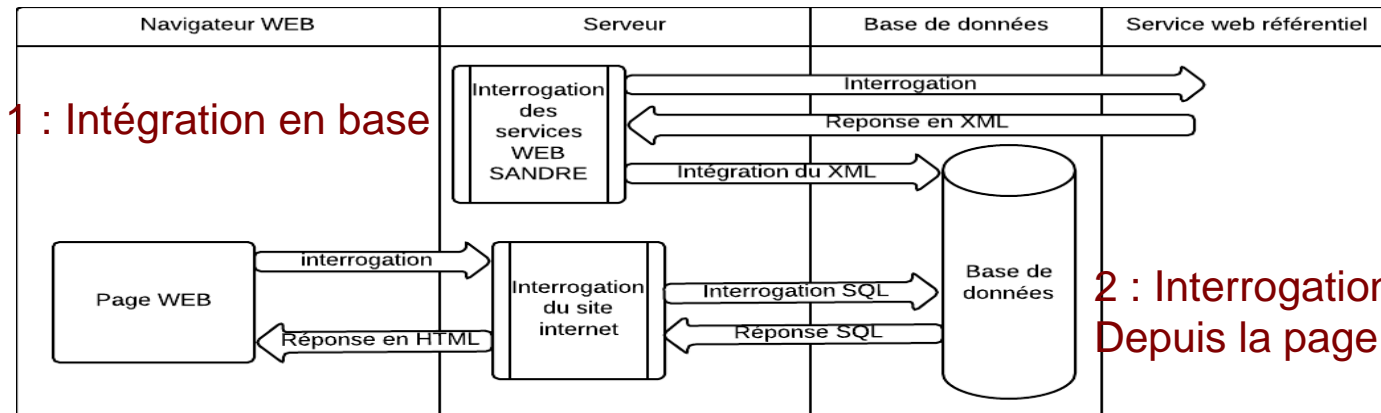 Navigateur WEB
Serveur
Base de données
Service web référentiel
1 : Intégration en base
Interrogation
des
services
WEB
SANDRE
Interrogation
Reponse en XML
Intégration du XML
Page WEB
interrogation
Réponse en HTML
Interrogation
du site
internet
Interrogation SQL
Réponse SQL
Base de
données
2 : Interrogation
Depuis la page